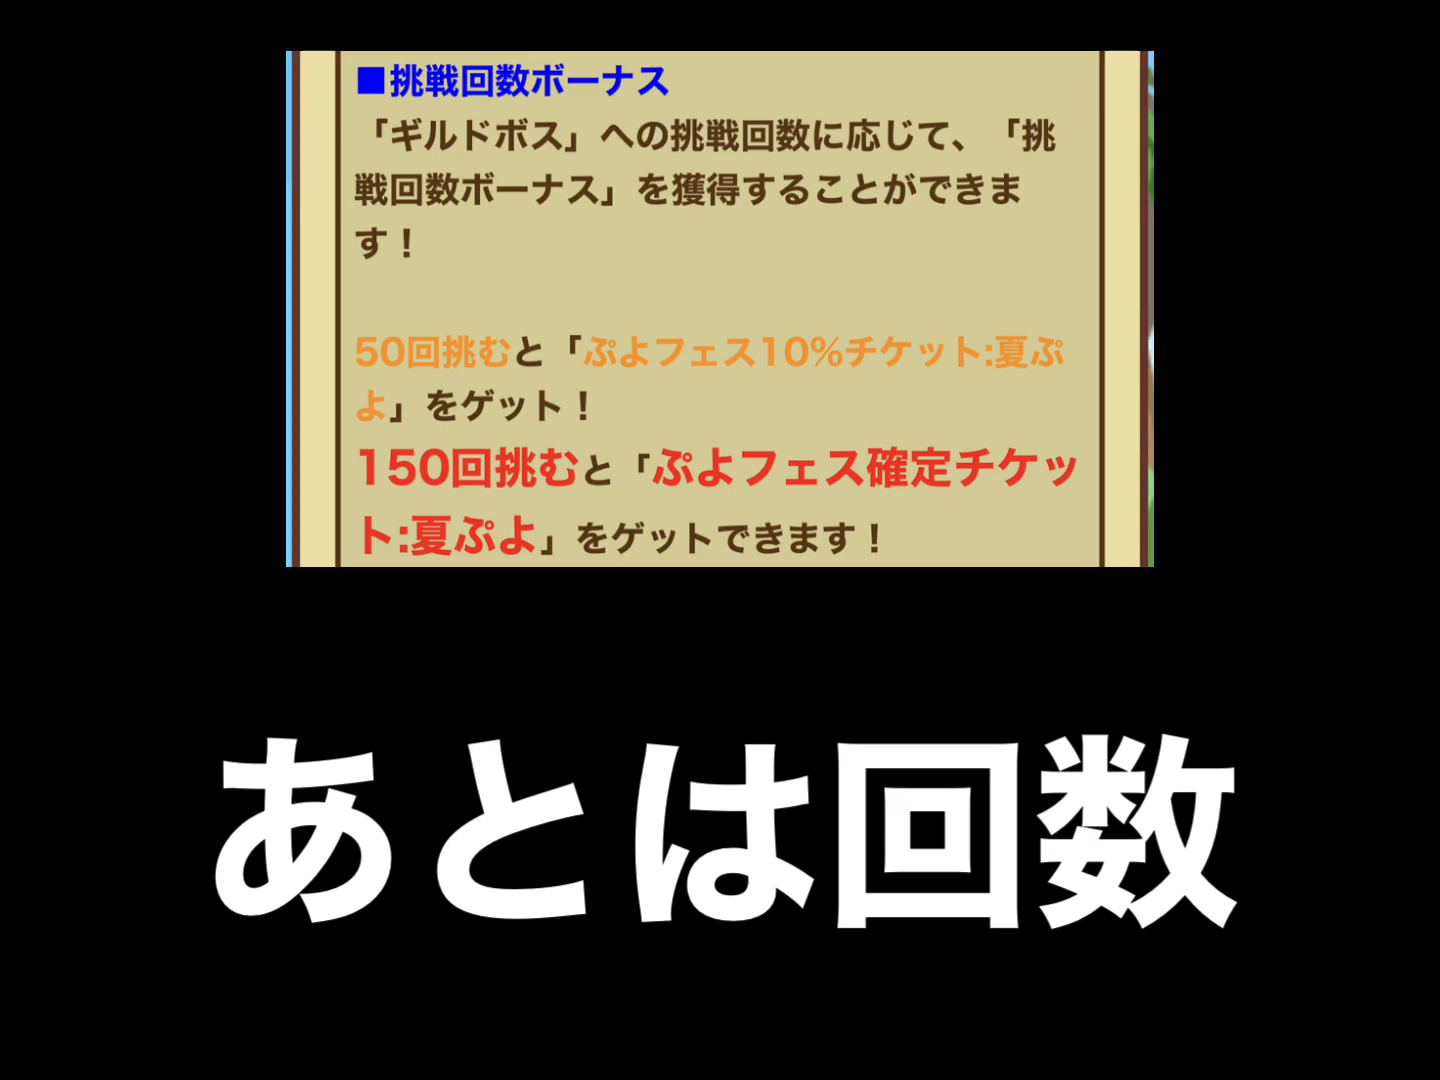 ■挑戦回数ボーナス
「ギルドボス」への挑戦回数に応じて、「挑
戦回数ボーナス」を獲得することができま
す！
50回挑むと「ぷよフェス10%チケット:夏ぷ
よ」をゲット！
150回挑むと「ぷよフェス確定チケッ
ト:夏ぷよ」をゲットできます！
あとは回数